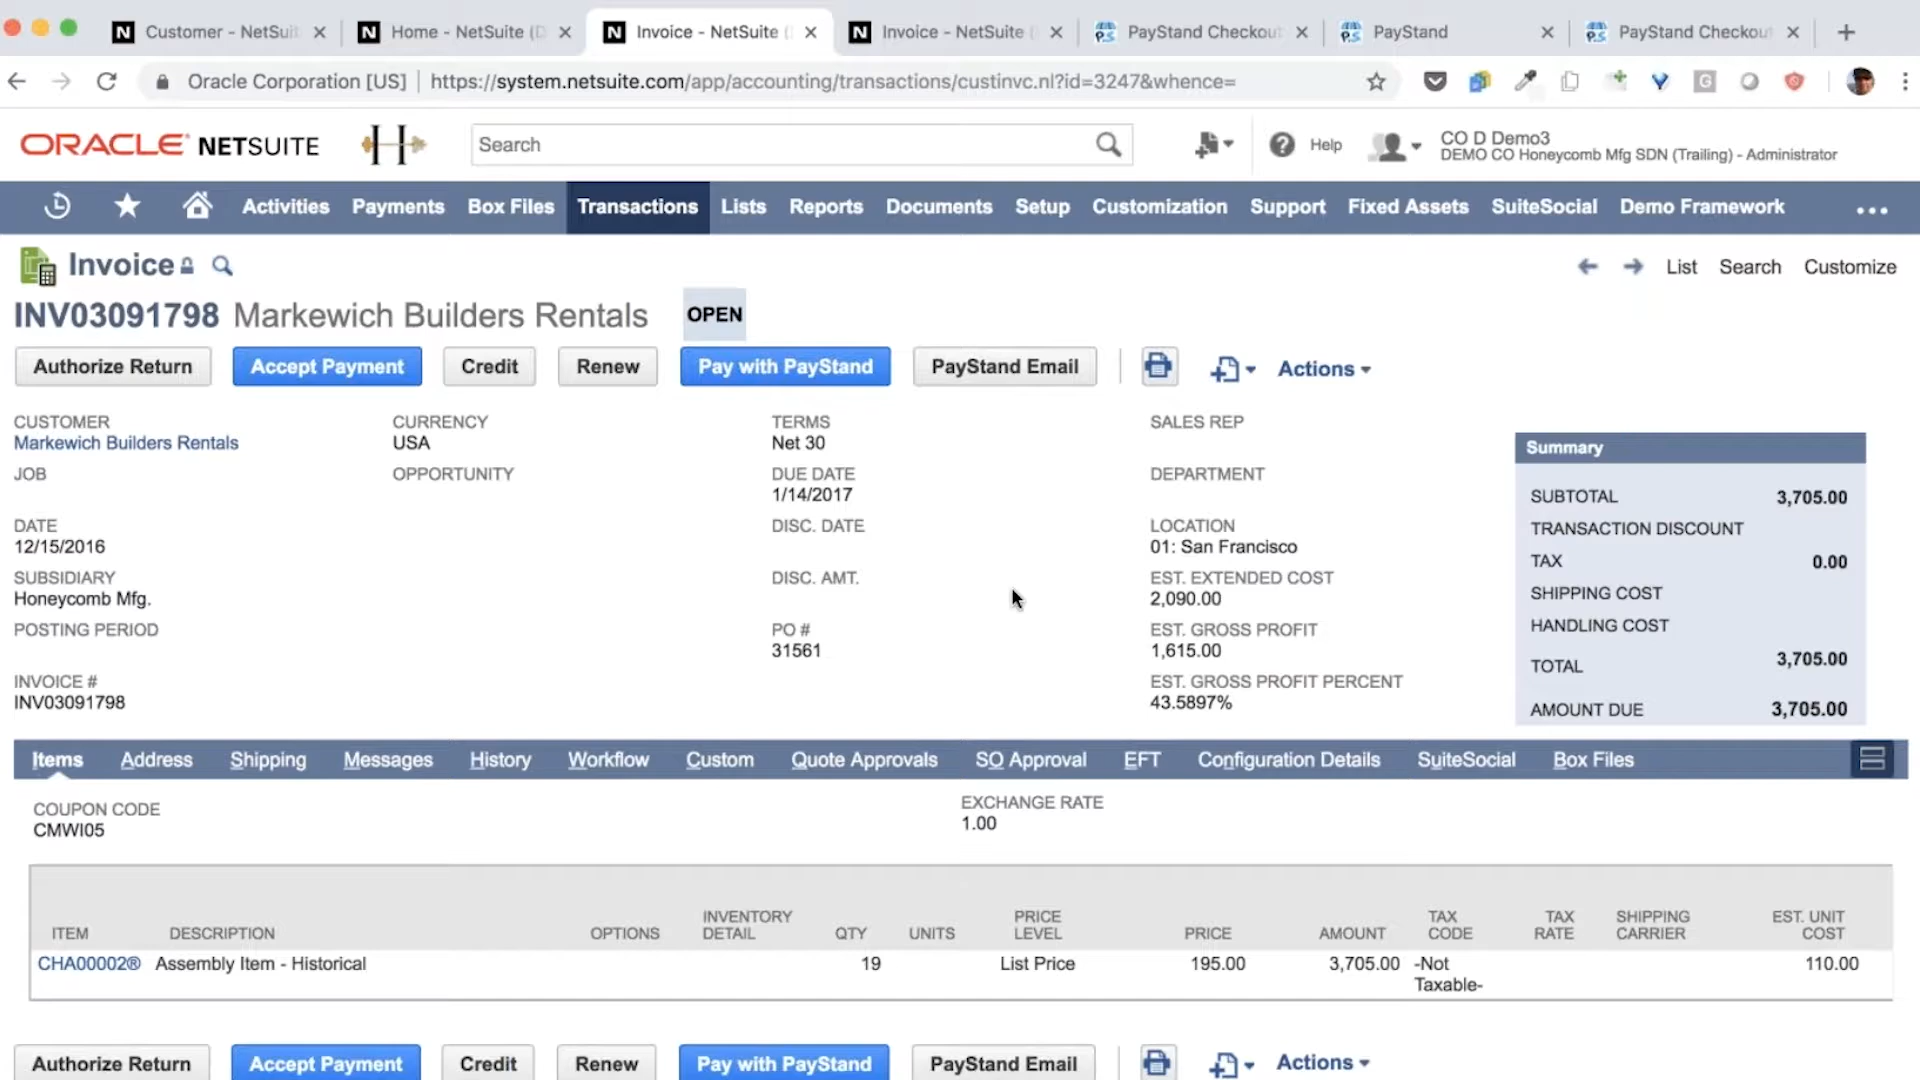 Customer - NetSuit
Home - NetSuite (D
Invoice - NetSuite (
Invoice - NetSuite (
PayStand Checkout
PayStand
PayStand Checkout
Oracle Corporation [US] | https://system.netsuite.com/app/accounting/transactions/custinvc.nl?id=3247&whence=
ORACLE NETSUITE
H
Search
Help
CO D Demo3
DEMO CO Honeycomb Mfg SDN (Trailing) - Administrator
Activities Payments Box Files Transactions Lists Reports Documents Setup Customization Support Fixed Assets SuiteSocial Demo Framework
Invoice
List Search Customize
INV03091798 Markewich Builders Rentals OPEN
Authorize Return Accept Payment Credit Renew Pay with PayStand PayStand Email Actions
CUSTOMER
Markewich Builders Rentals
JOB
DATE
12/15/2016
SUBSIDIARY
Honeycomb Mfg.
POSTING PERIOD
INVOICE #
INV03091798
CURRENCY
USA
OPPORTUNITY
TERMS
Net 30
DUE DATE
1/14/2017
DISC. DATE
DISC. AMT.
PO #
31561
SALES REP
DEPARTMENT
LOCATION
01: San Francisco
EST. EXTENDED COST
2,090.00
EST. GROSS PROFIT
1,615.00
EST. GROSS PROFIT PERCENT
43.5897%
Summary
SUBTOTAL 3,705.00
TRANSACTION DISCOUNT
TAX 0.00
SHIPPING COST
HANDLING COST
TOTAL 3,705.00
AMOUNT DUE 3,705.00
Items Address Shipping Messages History Workflow Custom Quote Approvals SO Approval EFT Configuration Details SuiteSocial Box Files
COUPON CODE
CMWI05
EXCHANGE RATE
1.00
ITEM DESCRIPTION OPTIONS INVENTORY DETAIL QTY UNITS PRICE LEVEL PRICE AMOUNT TAX CODE TAX RATE SHIPPING CARRIER EST. UNIT COST
CHA00002® Assembly Item - Historical 19 List Price 195.00 3,705.00 -Not Taxable- 110.00
Authorize Return Accept Payment Credit Renew Pay with PayStand PayStand Email Actions